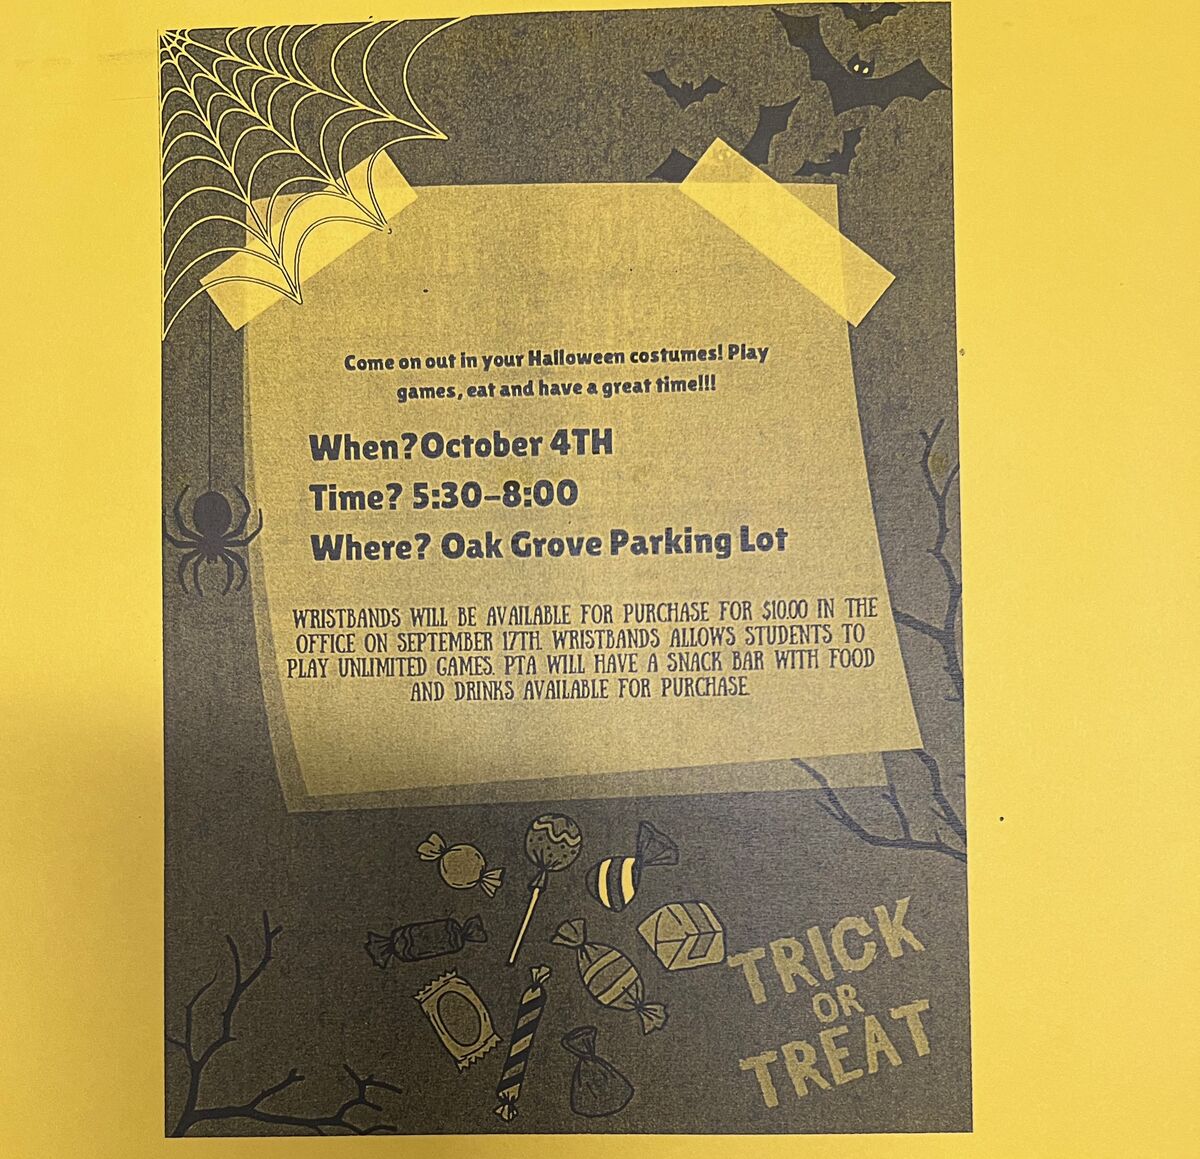 Come on out in your Halloween costumes! Play
games, eat and have a great time!!!
When?October 4TH
Time? 5:30-8:00
Where? Oak Grove Parking Lot
WRISTBANDS WILL BE AVAILABLE FOR PURCHASE FOR $10.00 IN THE
OFFICE ON SEPTEMBER 17TH. WRISTBANDS ALLOWS STUDENTS TO
PLAY UNLIMITED GAMES. PTA WILL HAVE A SNACK BAR WITH FOOD
AND DRINKS AVAILABLE FOR PURCHASE.
TRICK
OR
TREAT